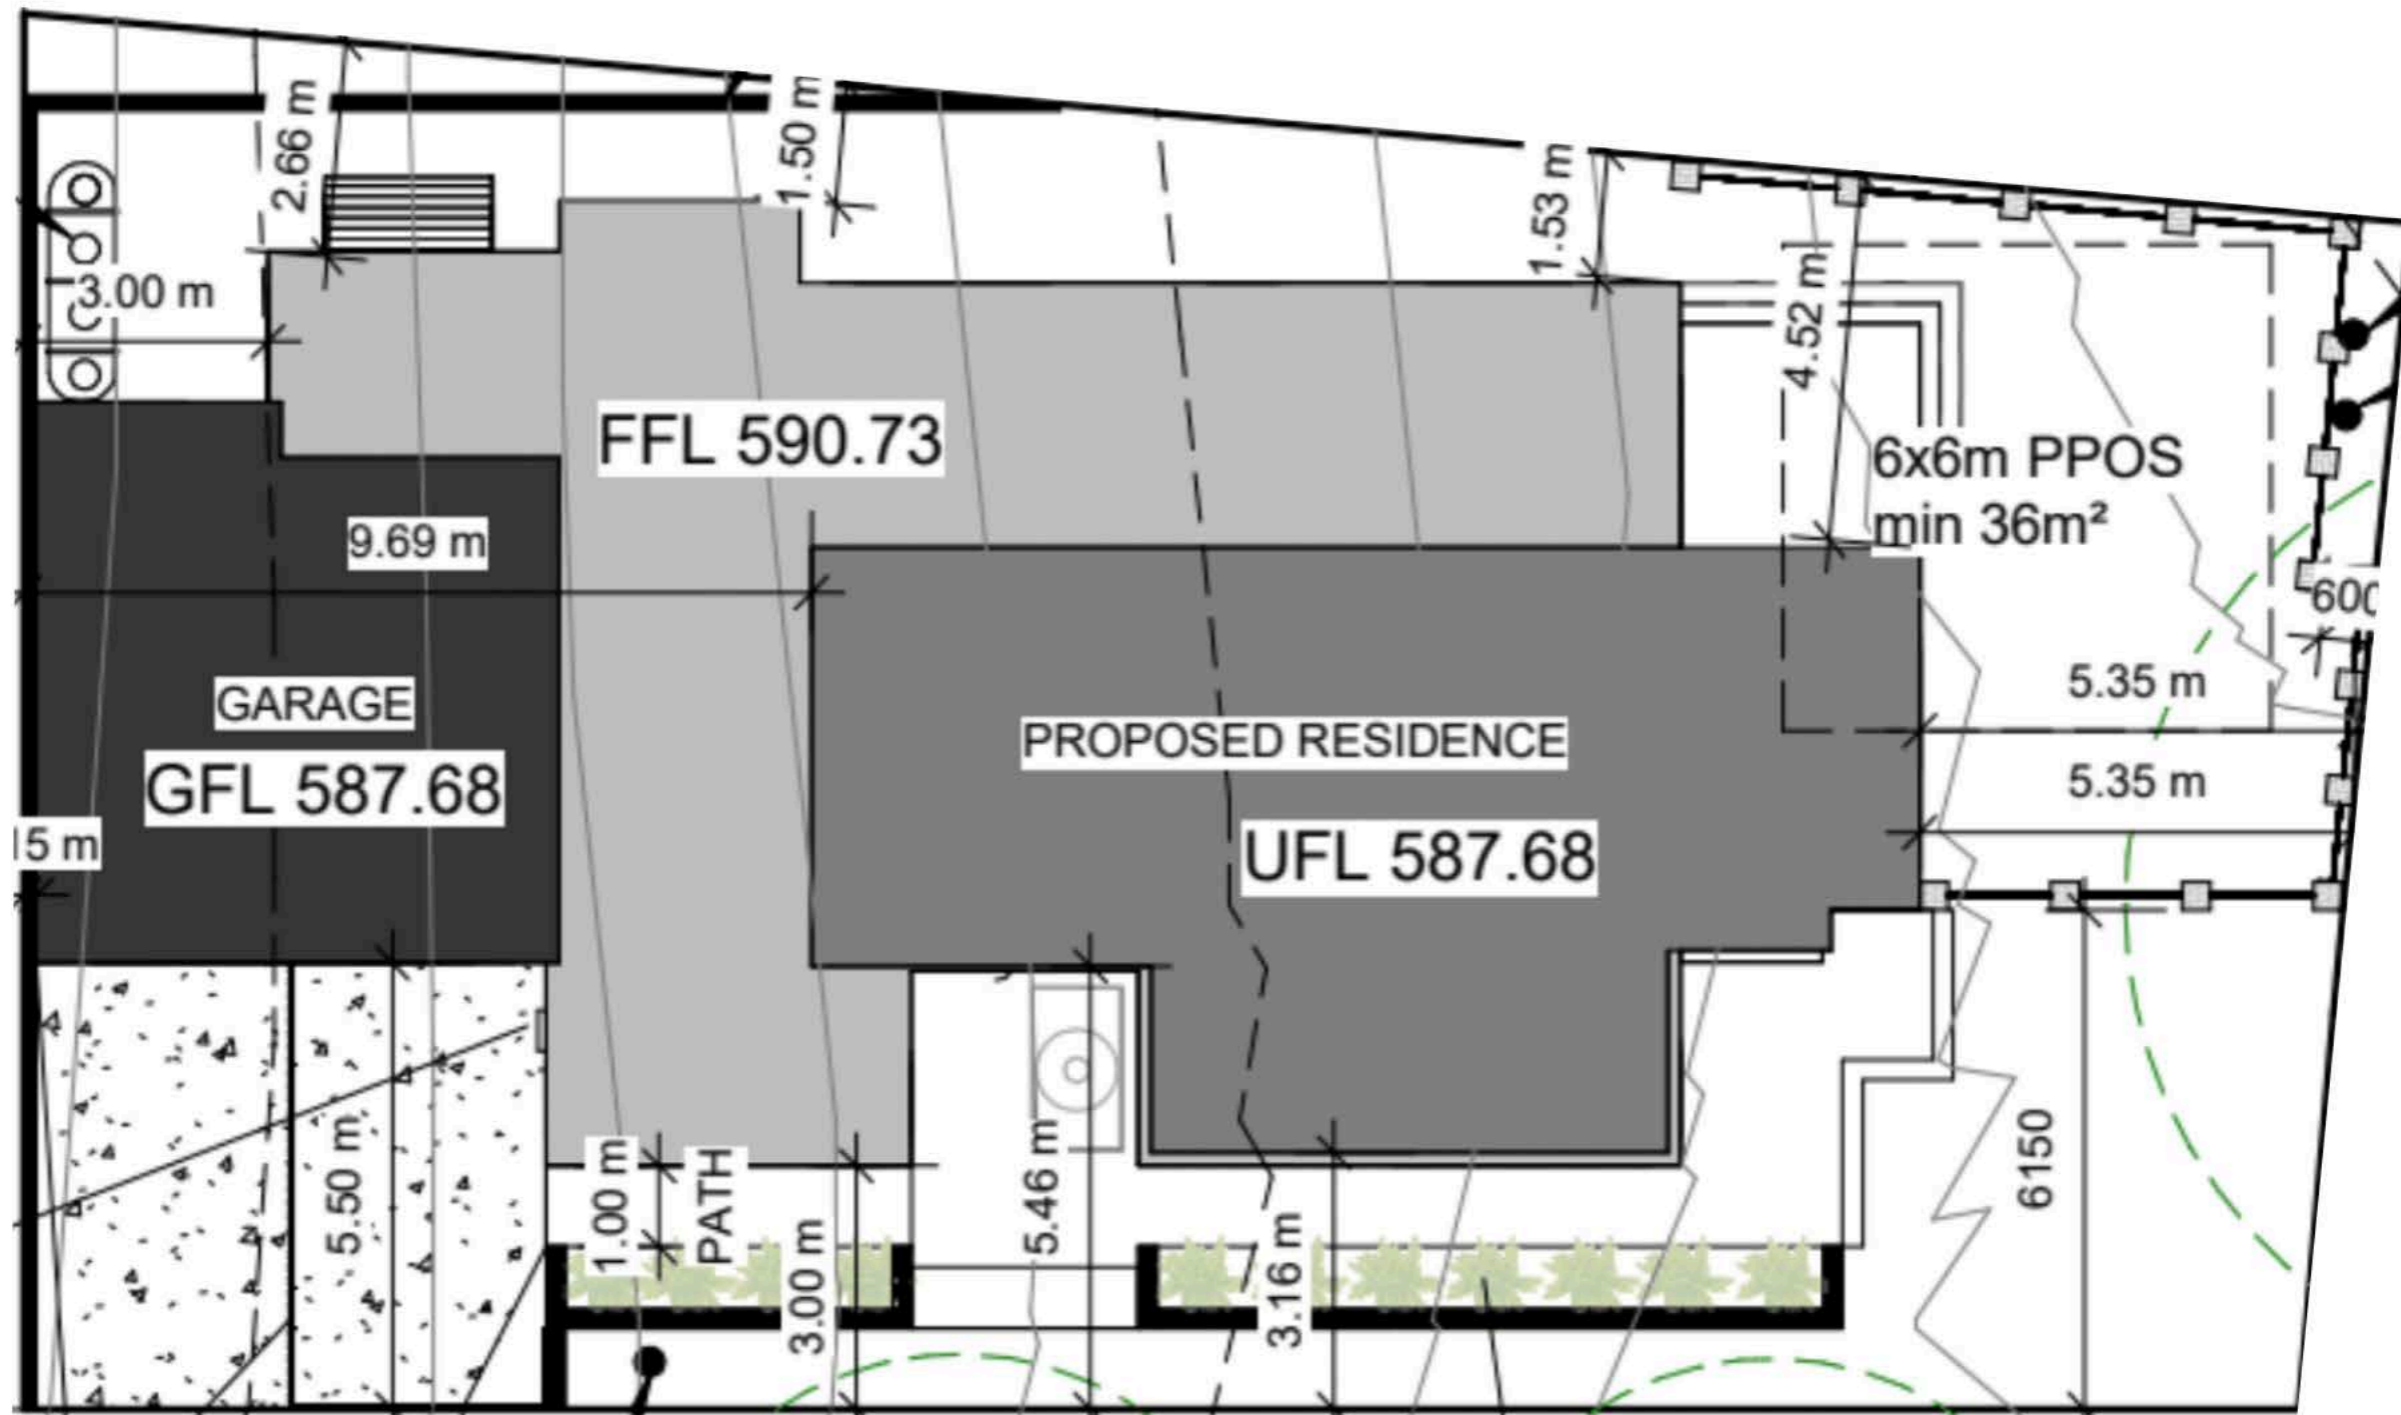 2.66 m
1.50 m
1.53 m
3.00 m
4.52 m
FFL 590.73
6x6m PPOS
min 36m²
9.69 m
600
5.35 m
GARAGE
PROPOSED RESIDENCE
GFL 587.68
5.35 m
15 m
UFL 587.68
5.50 m
1.00 m
PATH
3.00 m
5.46 m
3.16 m
6150